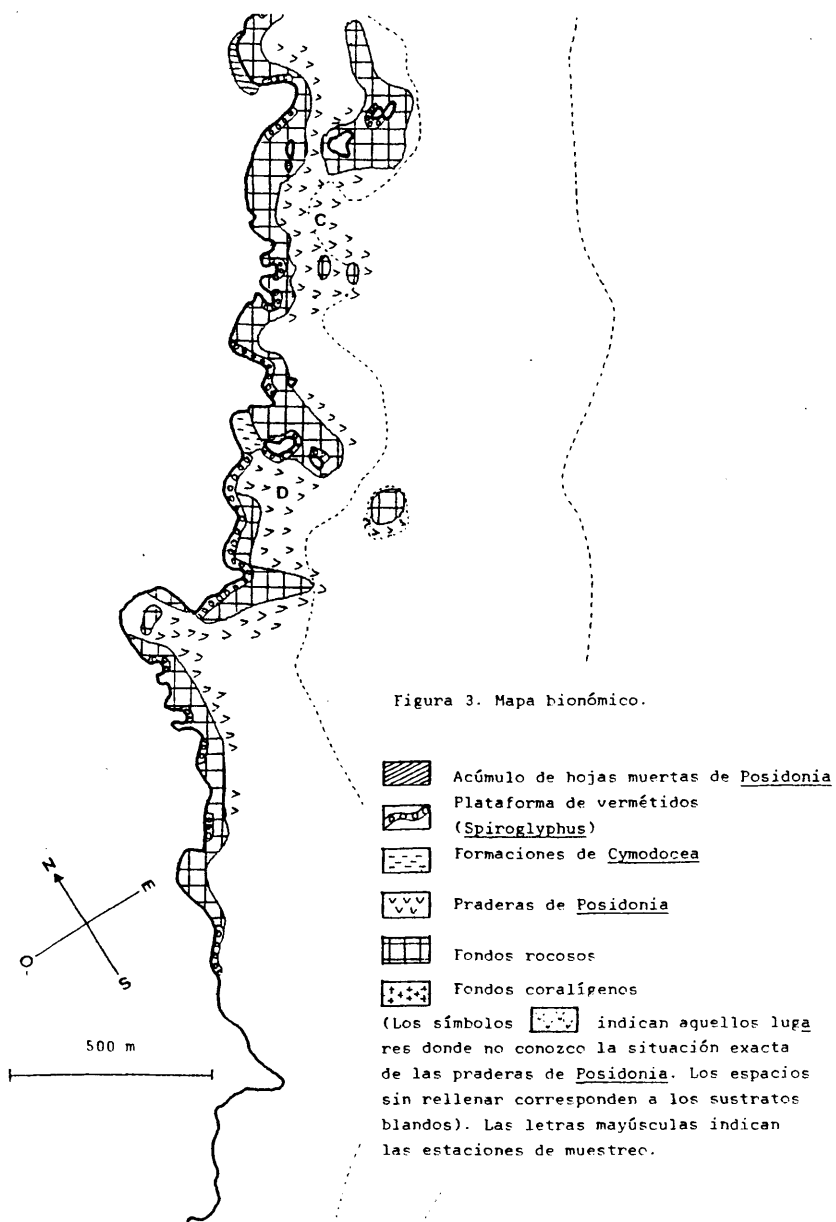 C
D
Figura 3. Mapa bionómico.
Acúmulo de hojas muertas de Posidonia
Plataforma de vermétidos
(Spiroglyphus)
Formaciones de Cymodocea
Praderas de Posidonia
Fondos rocosos
Fondos coralígenos
(Los símbolos indican aquellos luga
res donde no conozco la situación exacta
de las praderas de Posidonia. Los espacios
sin rellenar corresponden a los sustratos
blandos). Las letras mayúsculas indican
las estaciones de muestreo.
N
E
O
S
500 m